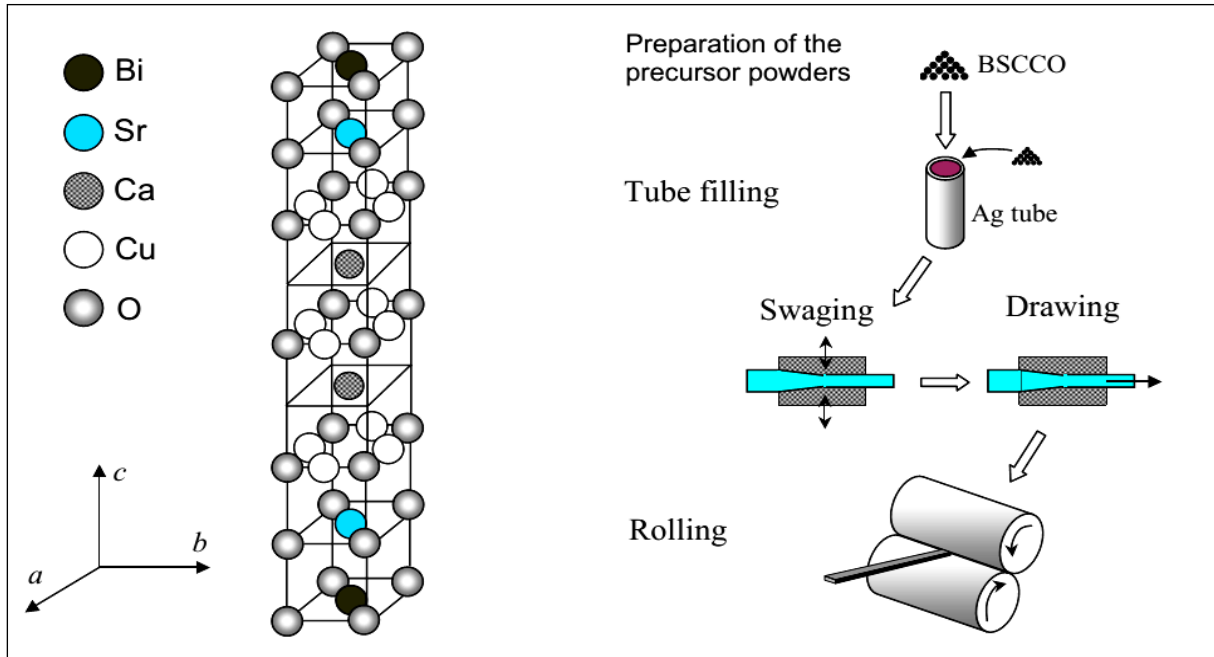 Bi
Sr
Ca
Cu
O
c
b
a
Preparation of the
precursor powders
BSCCO
Tube filling
Ag tube
Swaging
Drawing
Rolling